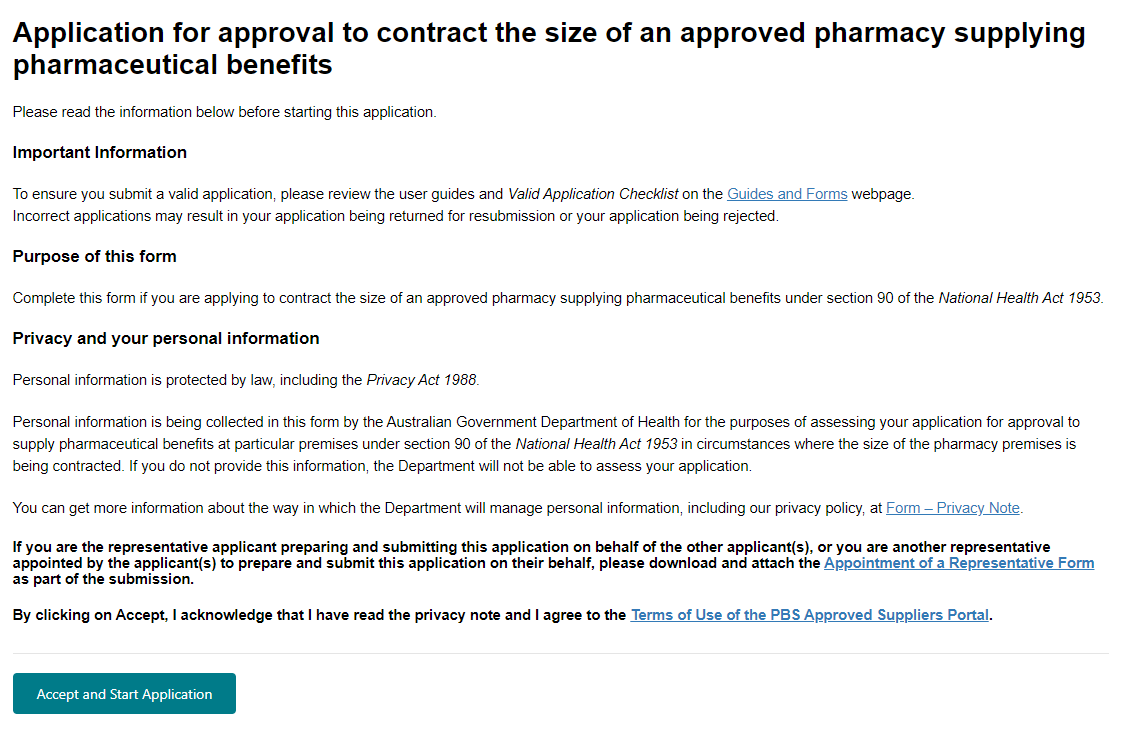 Application for approval to contract the size of an approved pharmacy supplying
pharmaceutical benefits
Please read the information below before starting this application.
Important Information
To ensure you submit a valid application, please review the user guides and Valid Application Checklist on the Guides and Forms webpage.
Incorrect applications may result in your application being returned for resubmission or your application being rejected.
Purpose of this form
Complete this form if you are applying to contract the size of an approved pharmacy supplying pharmaceutical benefits under section 90 of the National Health Act 1953.
Privacy and your personal information
Personal information is protected by law, including the Privacy Act 1988.
Personal information is being collected in this form by the Australian Government Department of Health for the purposes of assessing your application for approval to
supply pharmaceutical benefits at particular premises under section 90 of the National Health Act 1953 in circumstances where the size of the pharmacy premises is
being contracted. If you do not provide this information, the Department will not be able to assess your application.
You can get more information about the way in which the Department will manage personal information, including our privacy policy, at Form – Privacy Note.
If you are the representative applicant preparing and submitting this application on behalf of the other applicant(s), or you are another representative
appointed by the applicant(s) to prepare and submit this application on their behalf, please download and attach the Appointment of a Representative Form
as part of the submission.
By clicking on Accept, I acknowledge that I have read the privacy note and I agree to the Terms of Use of the PBS Approved Suppliers Portal.
Accept and Start Application